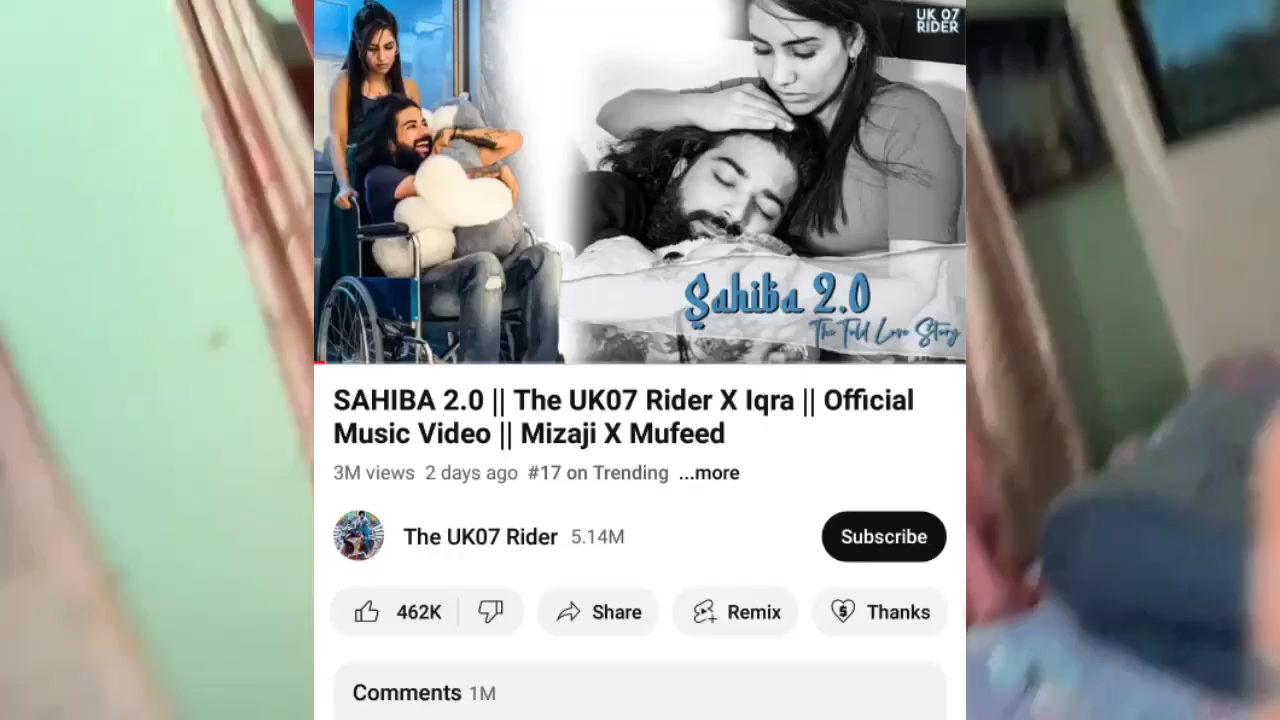 UK 07
RIDER
Sahiba 2.0
The Told Love Story
SAHIBA 2.0 || The UK07 Rider X Iqra || Official
Music Video || Mizaji X Mufeed
3M views 2 days ago #17 on Trending ...more
The UK07 Rider 5.14M
Subscribe
462K
Share
Remix
Thanks
Comments 1M